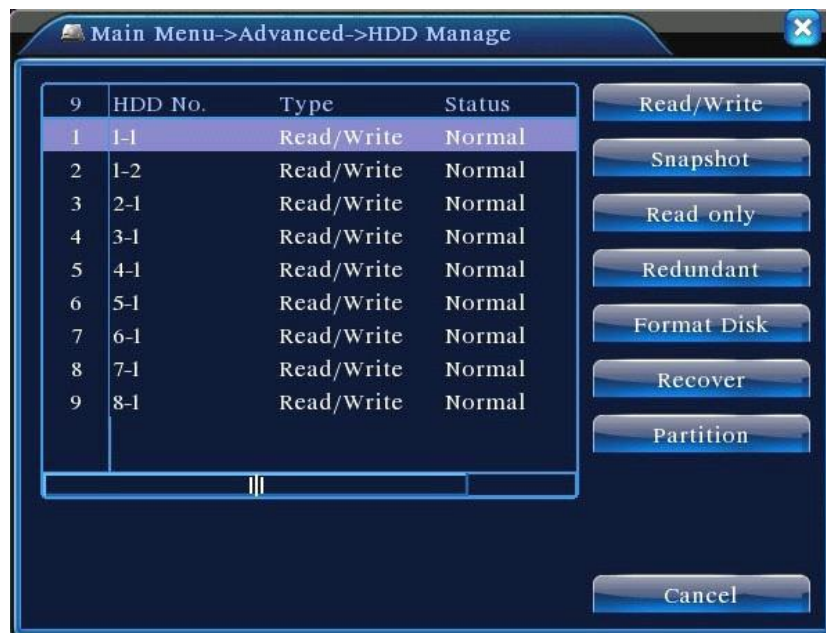 Main Menu->Advanced->HDD Manage
9 HDD No. Type Status
1 1-1 Read/Write Normal
2 1-2 Read/Write Normal
3 2-1 Read/Write Normal
4 3-1 Read/Write Normal
5 4-1 Read/Write Normal
6 5-1 Read/Write Normal
7 6-1 Read/Write Normal
8 7-1 Read/Write Normal
9 8-1 Read/Write Normal
Read/Write
Snapshot
Read only
Redundant
Format Disk
Recover
Partition
Cancel